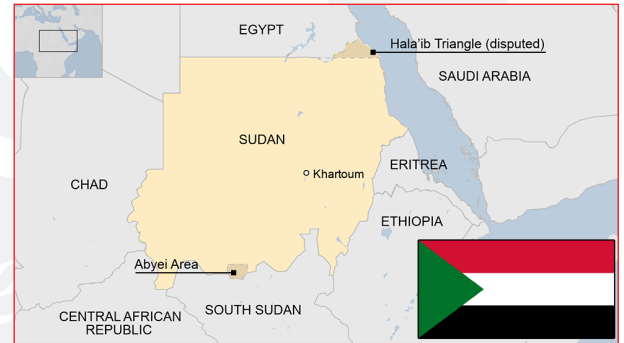 EGYPT
Hala'ib Triangle (disputed)
SAUDI ARABIA
SUDAN
Khartoum
ERITREA
CHAD
ETHIOPIA
Abyei Area
SOUTH SUDAN
CENTRAL AFRICAN
REPUBLIC